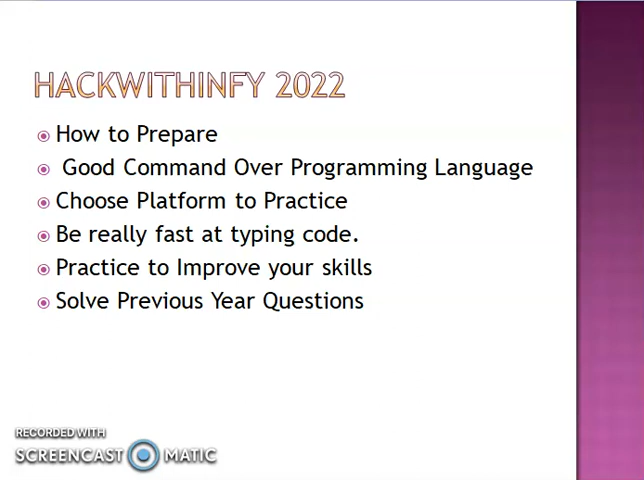 HACKWITHINFY 2022
How to Prepare
Good Command Over Programming Language
Choose Platform to Practice
Be really fast at typing code.
Practice to Improve your skills
Solve Previous Year Questions
RECORDED WITH
SCREENCAST MATIC